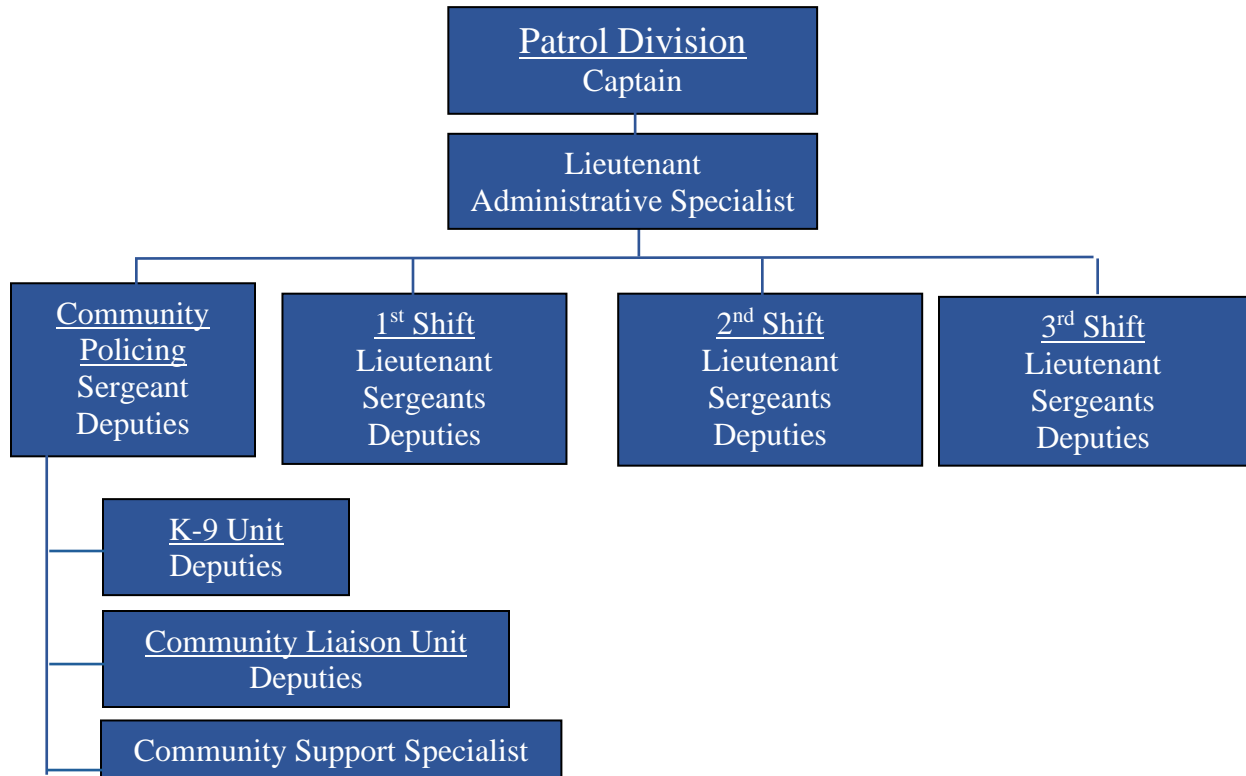 Patrol Division
Captain
Lieutenant
Administrative Specialist
Community
Policing
Sergeant
Deputies
1st Shift
Lieutenant
Sergeants
Deputies
2nd Shift
Lieutenant
Sergeants
Deputies
3rd Shift
Lieutenant
Sergeants
Deputies
K-9 Unit
Deputies
Community Liaison Unit
Deputies
Community Support Specialist